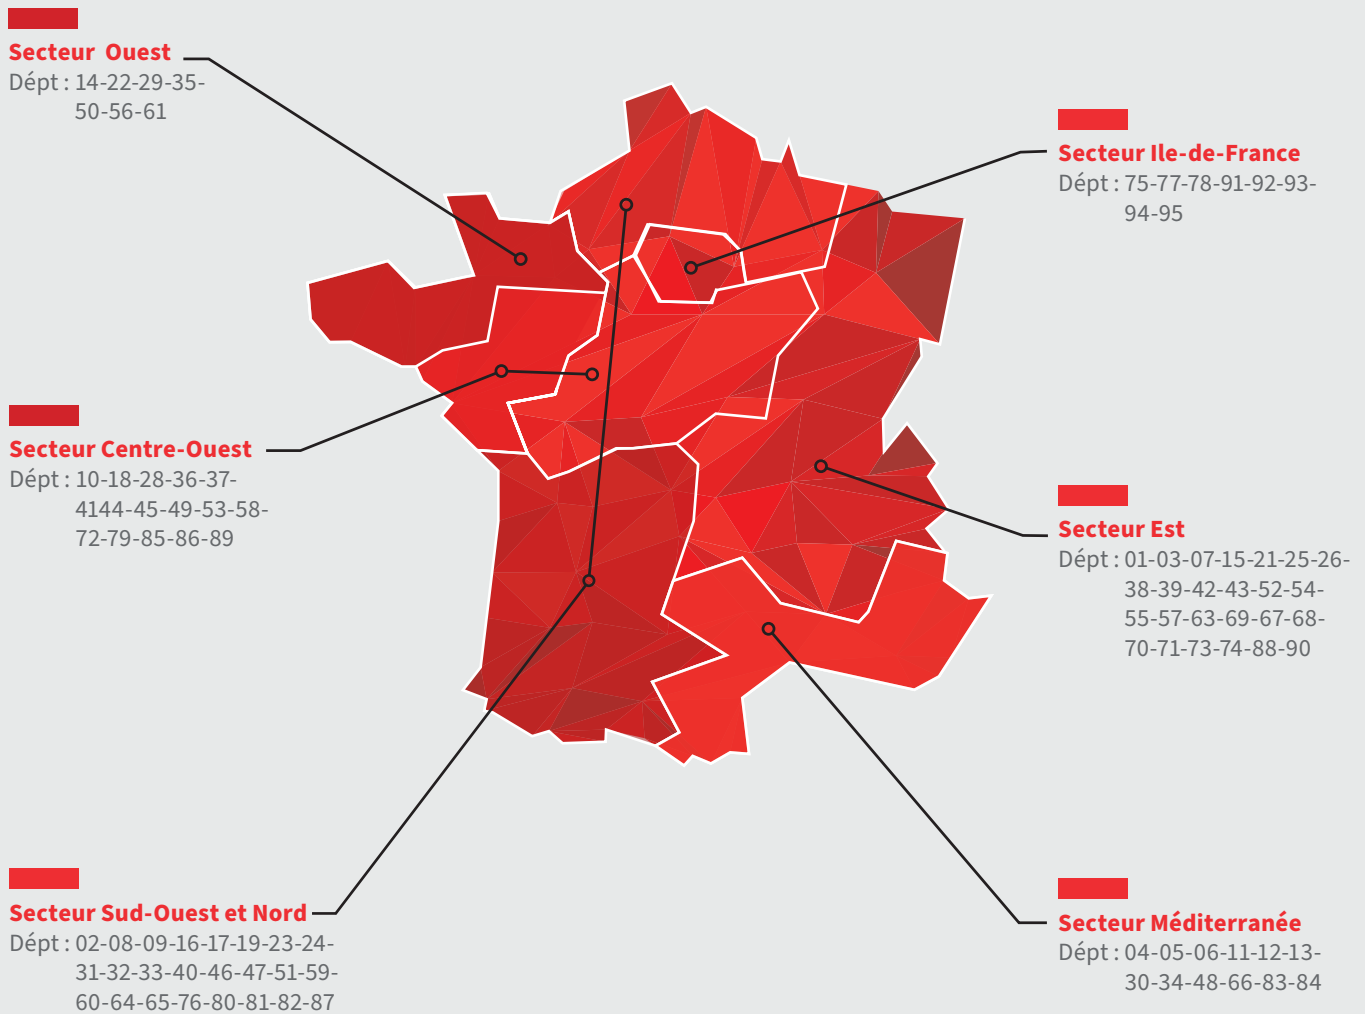 Secteur Ouest
Dépt : 14-22-29-35-
50-56-61
Secteur Ile-de-France
Dépt : 75-77-78-91-92-93-
94-95
Secteur Centre-Ouest
Dépt : 10-18-28-36-37-
4144-45-49-53-58-
72-79-85-86-89
Secteur Est
Dépt : 01-03-07-15-21-25-26-
38-39-42-43-52-54-
55-57-63-69-67-68-
70-71-73-74-88-90
Secteur Sud-Ouest et Nord
Dépt : 02-08-09-16-17-19-23-24-
31-32-33-40-46-47-51-59-
60-64-65-76-80-81-82-87
Secteur Méditerranée
Dépt : 04-05-06-11-12-13-
30-34-48-66-83-84